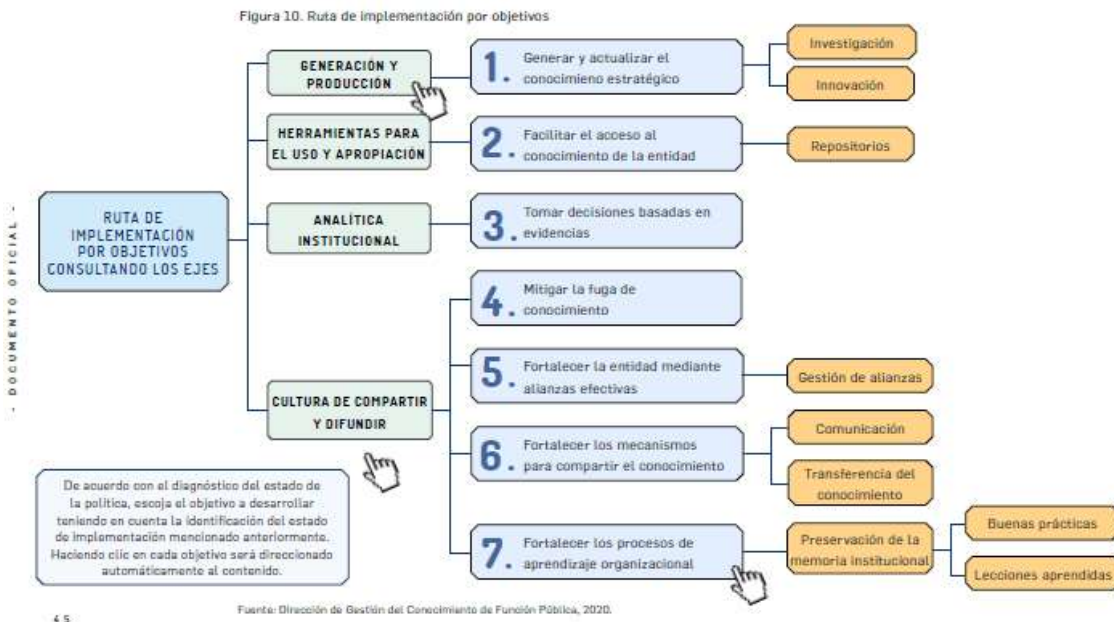 Figura 10. Ruta de implementación por objetivos
- DOCUMENTO OFICIAL -
RUTA DE
IMPLEMENTACIÓN
POR OBJETIVOS
CONSULTANDO LOS EJES
GENERACIÓN Y
PRODUCCIÓN
1. Generar y actualizar el
conocimieno estratégico
Investigación
Innovación
HERRAMIENTAS PARA
EL USO Y APROPIACIÓN
2. Facilitar el acceso al
conocimiento de la entidad
Repositorios
ANALÍTICA
INSTITUCIONAL
3. Tomar decisiones basadas en
evidencias
CULTURA DE COMPARTIR
Y DIFUNDIR
4. Mitigar la fuga de
conocimiento
5. Fortalecer la entidad mediante
alianzas efectivas
Gestión de alianzas
6. Fortalecer los mecanismos
para compartir el conocimiento
Comunicación
Transferencia del
conocimiento
7. Fortalecer los procesos de
aprendizaje organizacional
Preservación de la
memoria institucional
Buenas prácticas
Lecciones aprendidas
De acuerdo con el diagnóstico del estado de
la política, escoja el objetivo a desarrollar
teniendo en cuenta la identificación del estado
de implementación mencionado anteriormente.
Haciendo clic en cada objetivo será direccionado
automáticamente al contenido.
Fuente: Dirección de Gestión del Conocimiento de Función Pública, 2020.